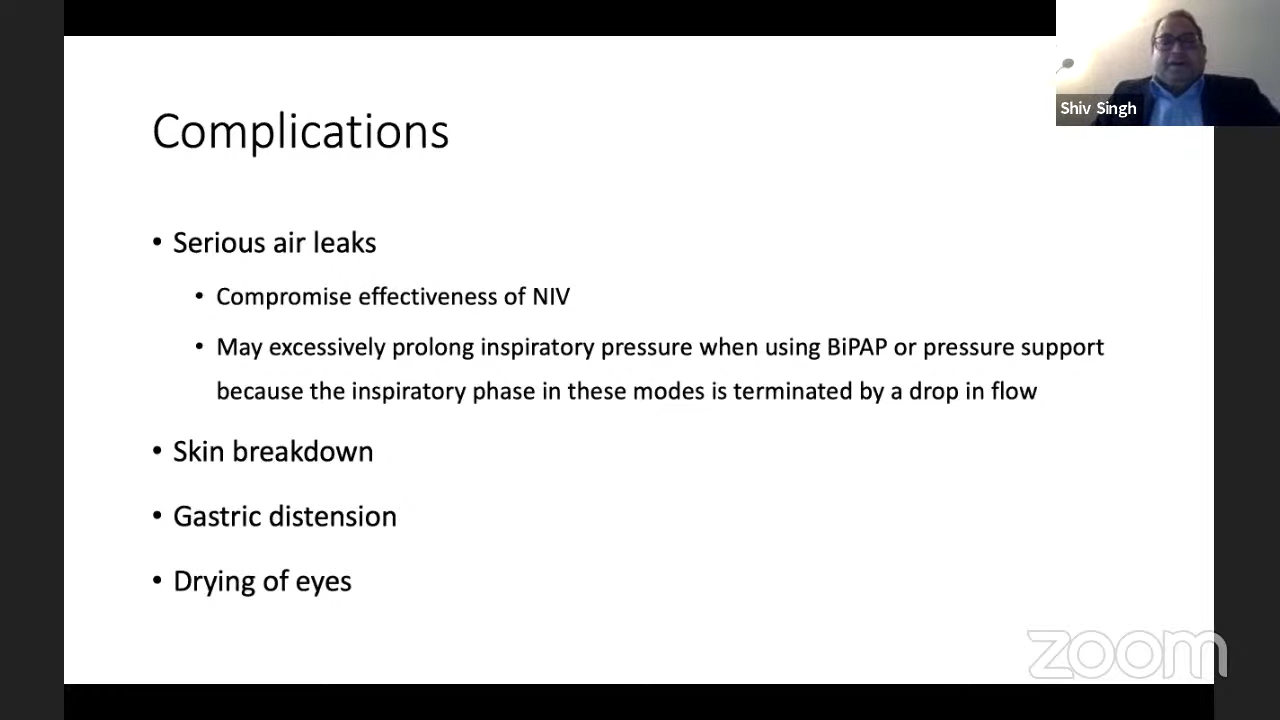 Shiv Singh
Complications
• Serious air leaks
• Compromise effectiveness of NIV
• May excessively prolong inspiratory pressure when using BiPAP or pressure support
because the inspiratory phase in these modes is terminated by a drop in flow
• Skin breakdown
• Gastric distension
• Drying of eyes
zoom